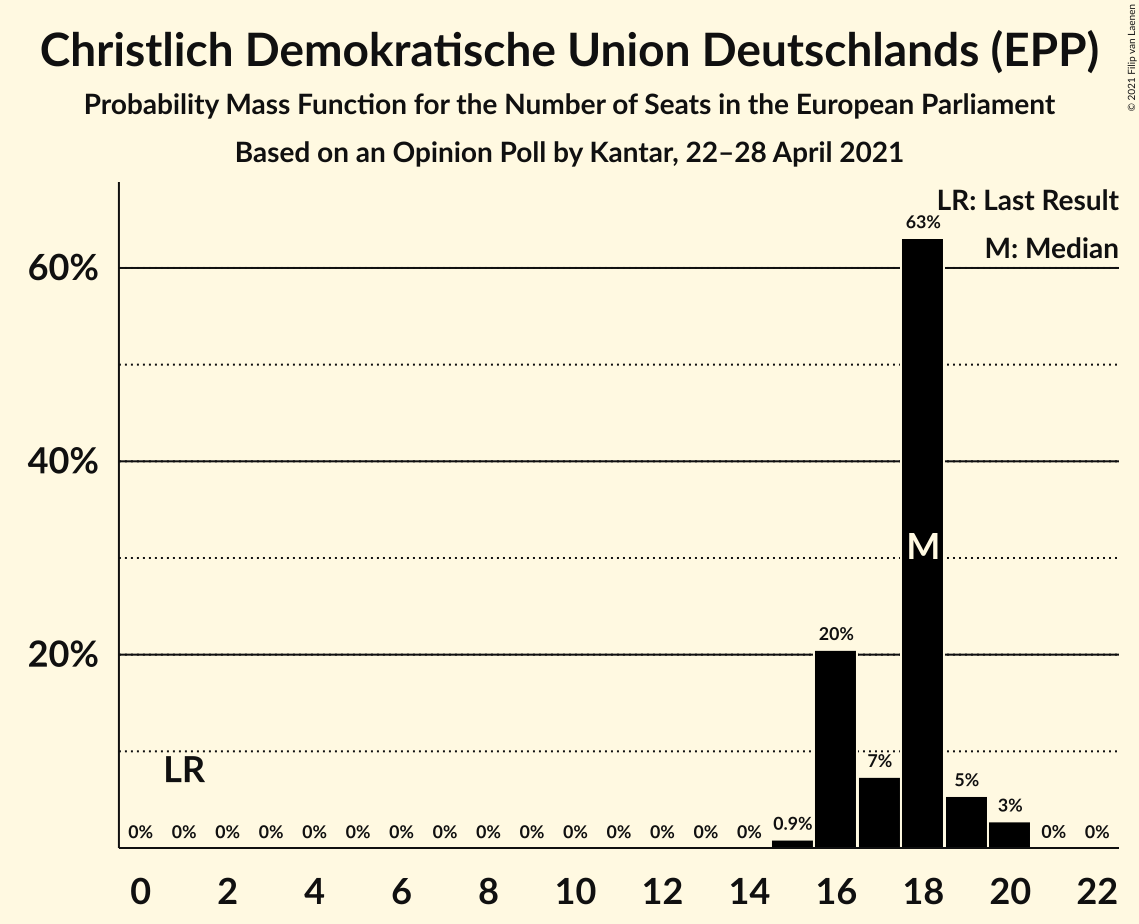 Christlich Demokratische Union Deutschlands (EPP)
Probability Mass Function for the Number of Seats in the European Parliament
Based on an Opinion Poll by Kantar, 22–28 April 2021
© 2021 Filip van Laenen
LR: Last Result
M: Median
63%
60%
40%
M
20%
20%
LR
7%
5%
3%
0% 0% 0% 0% 0% 0% 0% 0% 0% 0% 0% 0% 0% 0% 0% 0.9% 0% 0%
0 2 4 6 8 10 12 14 16 18 20 22